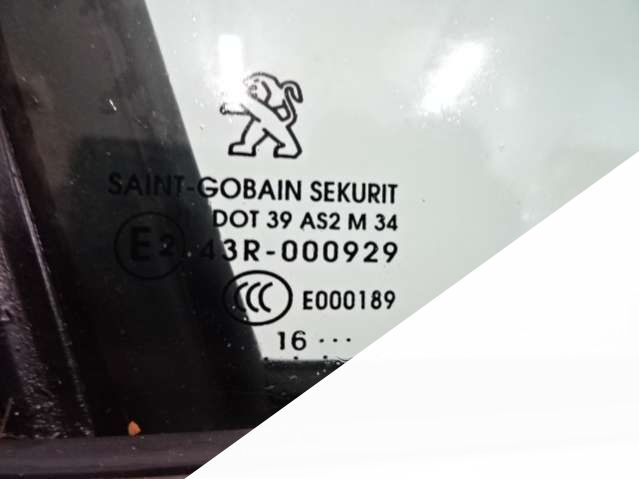 SAINT-GOBAIN SEKURIT
DOT 39 AS2 M 34
E2 43R-000929
CCC E000189
16 ···